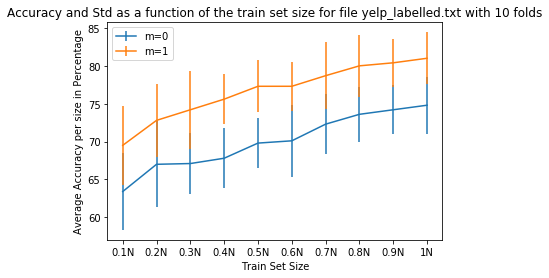 Accuracy and Std as a function of the train set size for file yelp_labelled.txt with 10 folds
m=0
m=1
Average Accuracy per size in Percentage
85
80
75
70
65
60
0.1N 0.2N 0.3N 0.4N 0.5N 0.6N 0.7N 0.8N 0.9N 1N
Train Set Size